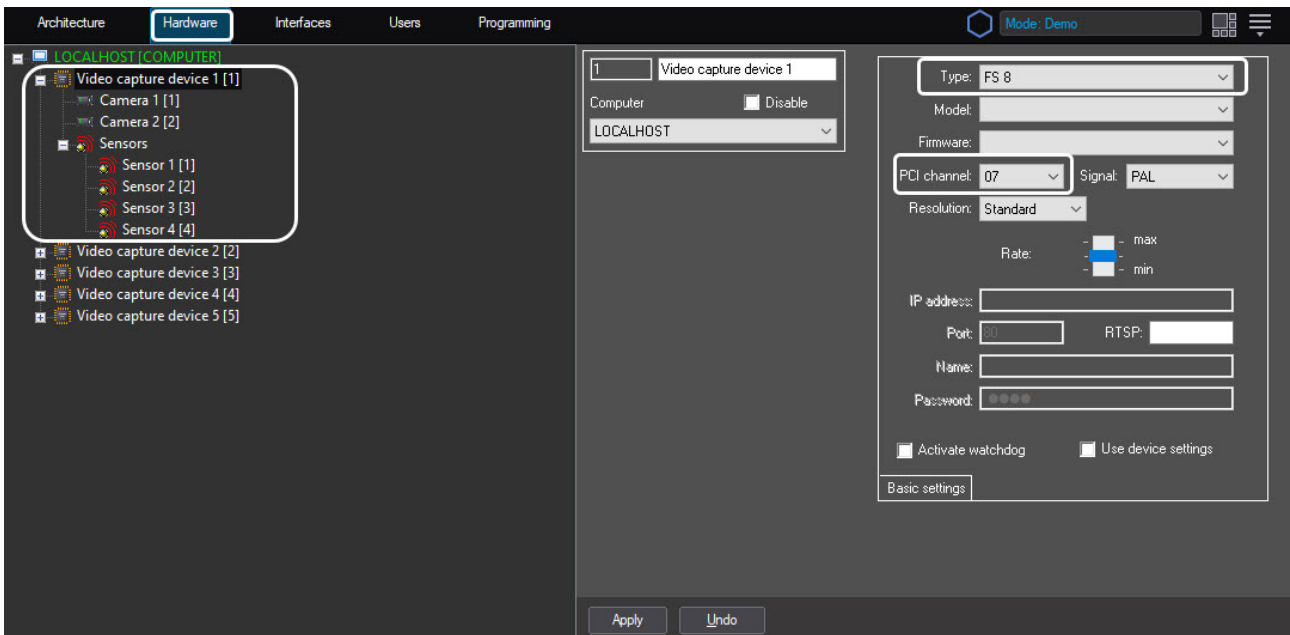 Architecture
Hardware
Interfaces
Users
Programming
Mode: Demo
LOCALHOST [COMPUTER]
Video capture device 1 [1]
Camera 1 [1]
Camera 2 [2]
Sensors
Sensor 1 [1]
Sensor 2 [2]
Sensor 3 [3]
Sensor 4 [4]
Video capture device 2 [2]
Video capture device 3 [3]
Video capture device 4 [4]
Video capture device 5 [5]
1 Video capture device 1
Computer Disable
LOCALHOST
Type: FS 8
Model:
Firmware:
PCI channel: 07 Signal: PAL
Resolution: Standard
max
Rate:
min
IP address:
Port: 80 RTSP:
Name:
Password:
Activate watchdog Use device settings
Basic settings
Apply Undo